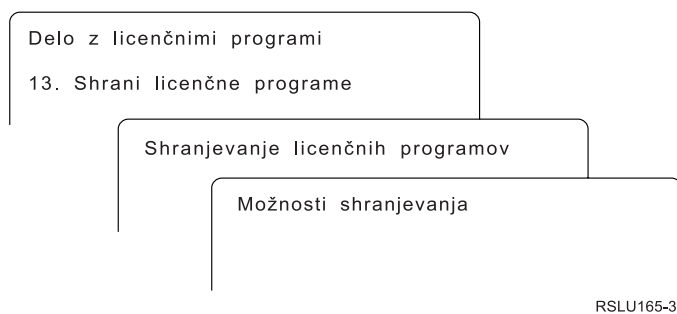 Delo z licenčnimi programi
13. Shrani licenčne programe
Shranjevanje licenčnih programov
Možnosti shranjevanja
RSLU165-3